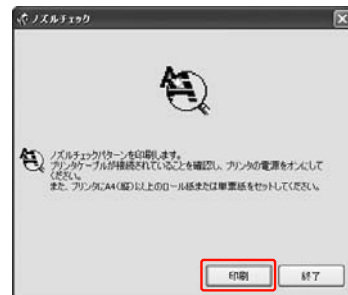 ノズルチェック
ノズルチェックパターンを印刷します。
プリンタケーブルが接続されていることを確認し、プリンタの電源をオンにして
ください。
また、プリンタにA4(縦)以上のロール紙または単票紙をセットしてください。
印刷
終了